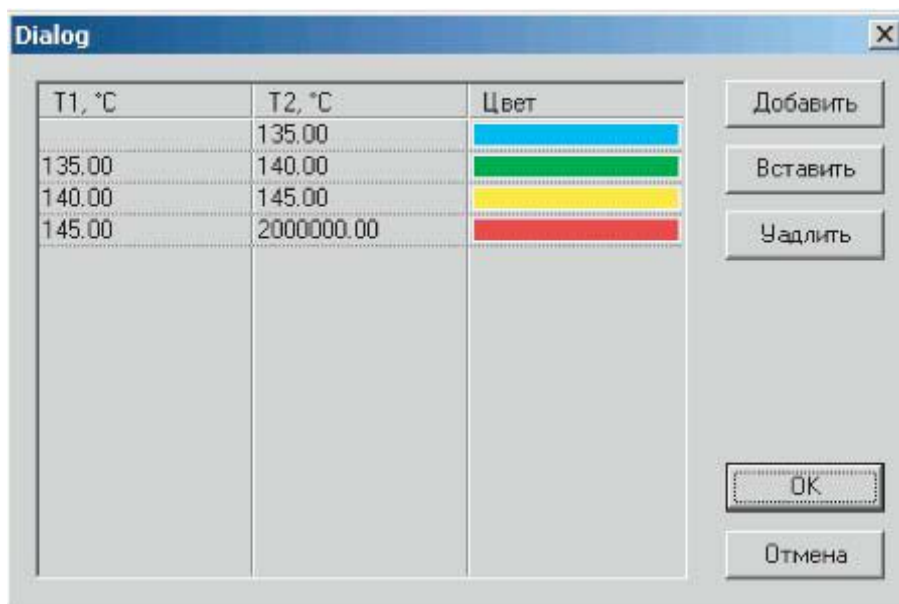 Dialog
T1, °C T2, °C Цвет
135.00
135.00 140.00
140.00 145.00
145.00 2000000.00
Добавить
Вставить
Уадлить
OK
Отмена